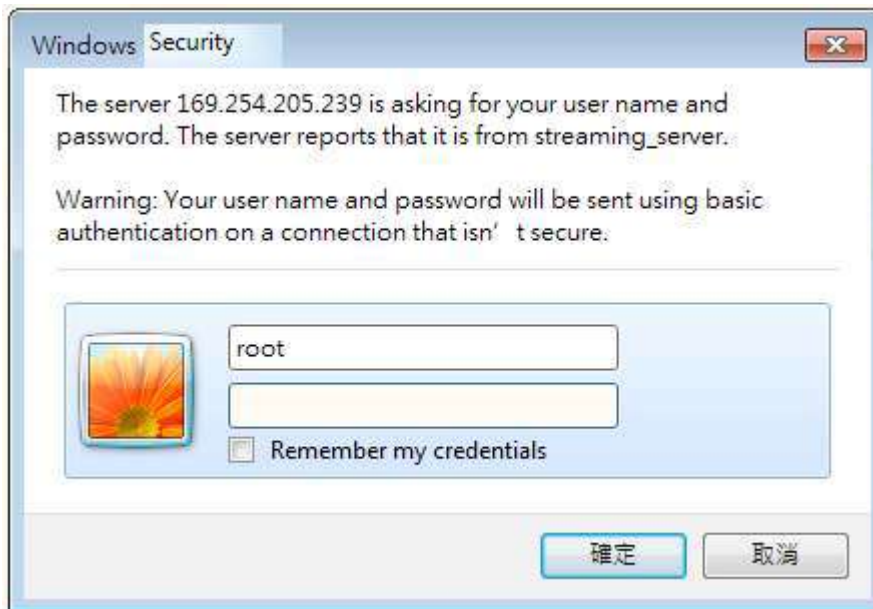 Windows Security
The server 169.254.205.239 is asking for your user name and
password. The server reports that it is from streaming_server.
Warning: Your user name and password will be sent using basic
authentication on a connection that isn’ t secure.
root
Remember my credentials
確定 取消